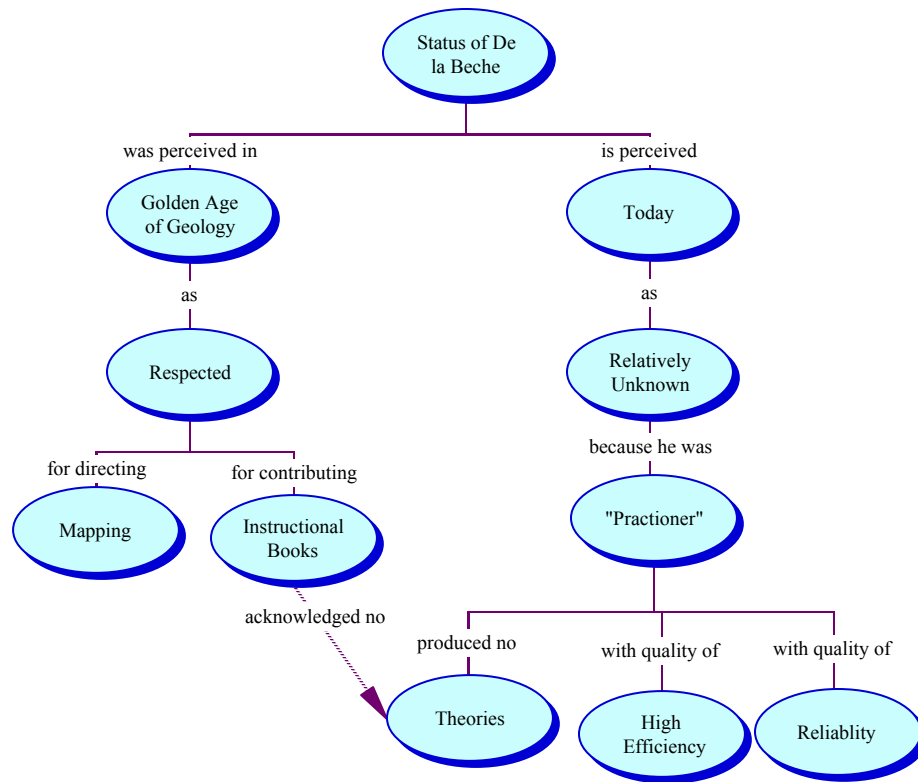 Status of De
la Beche
was perceived in
is perceived
Golden Age
of Geology
Today
as
as
Respected
Relatively
Unknown
because he was
for directing
for contributing
Mapping
Instructional
Books
"Practioner"
acknowledged no
produced no
with quality of
with quality of
Theories
High
Efficiency
Reliablity